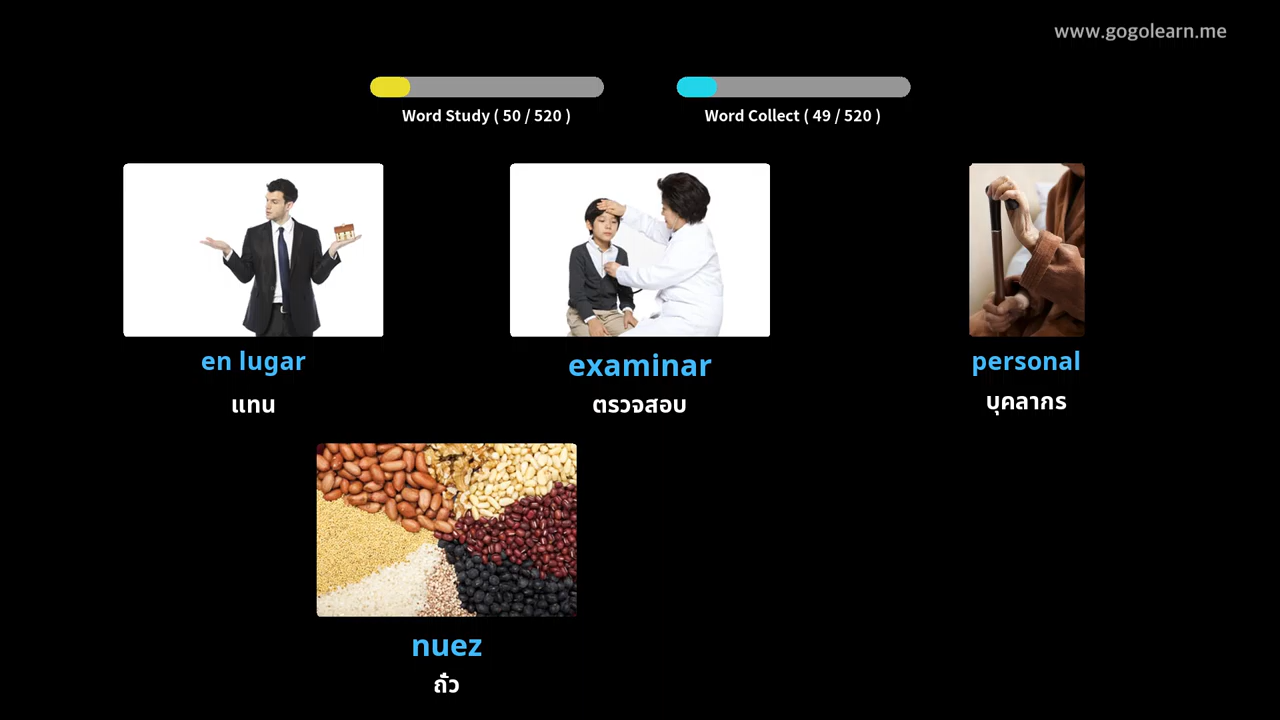 www.gogolearn.me
Word Study ( 50 / 520 )
Word Collect ( 49 / 520 )
en lugar
แทน
examinar
ตรวจสอบ
personal
บุคลากร
nuez
ถั่ว